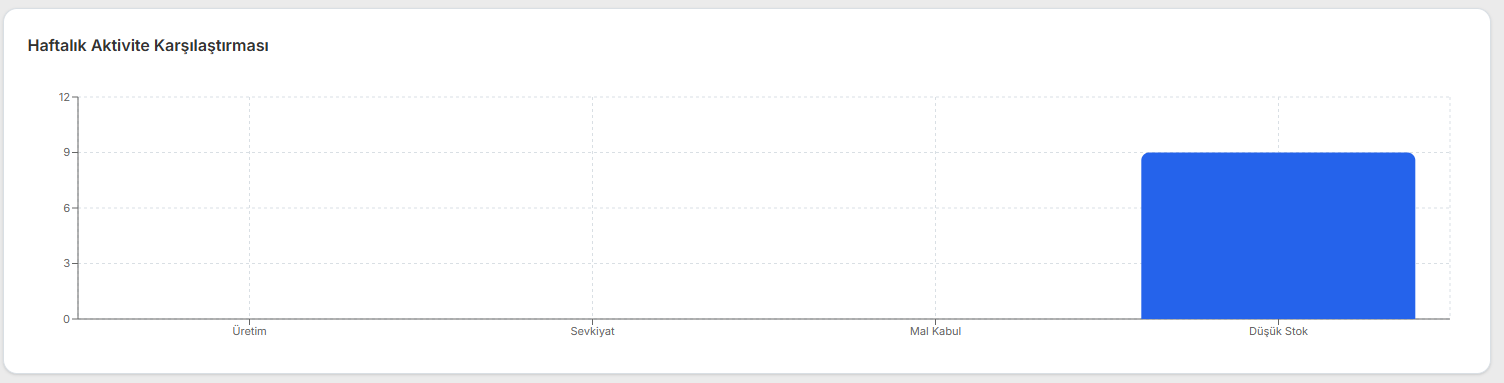 Haftalık Aktivite Karşılaştırması
12
9
6
3
0
Üretim Sevkiyat Mal Kabul Düşük Stok